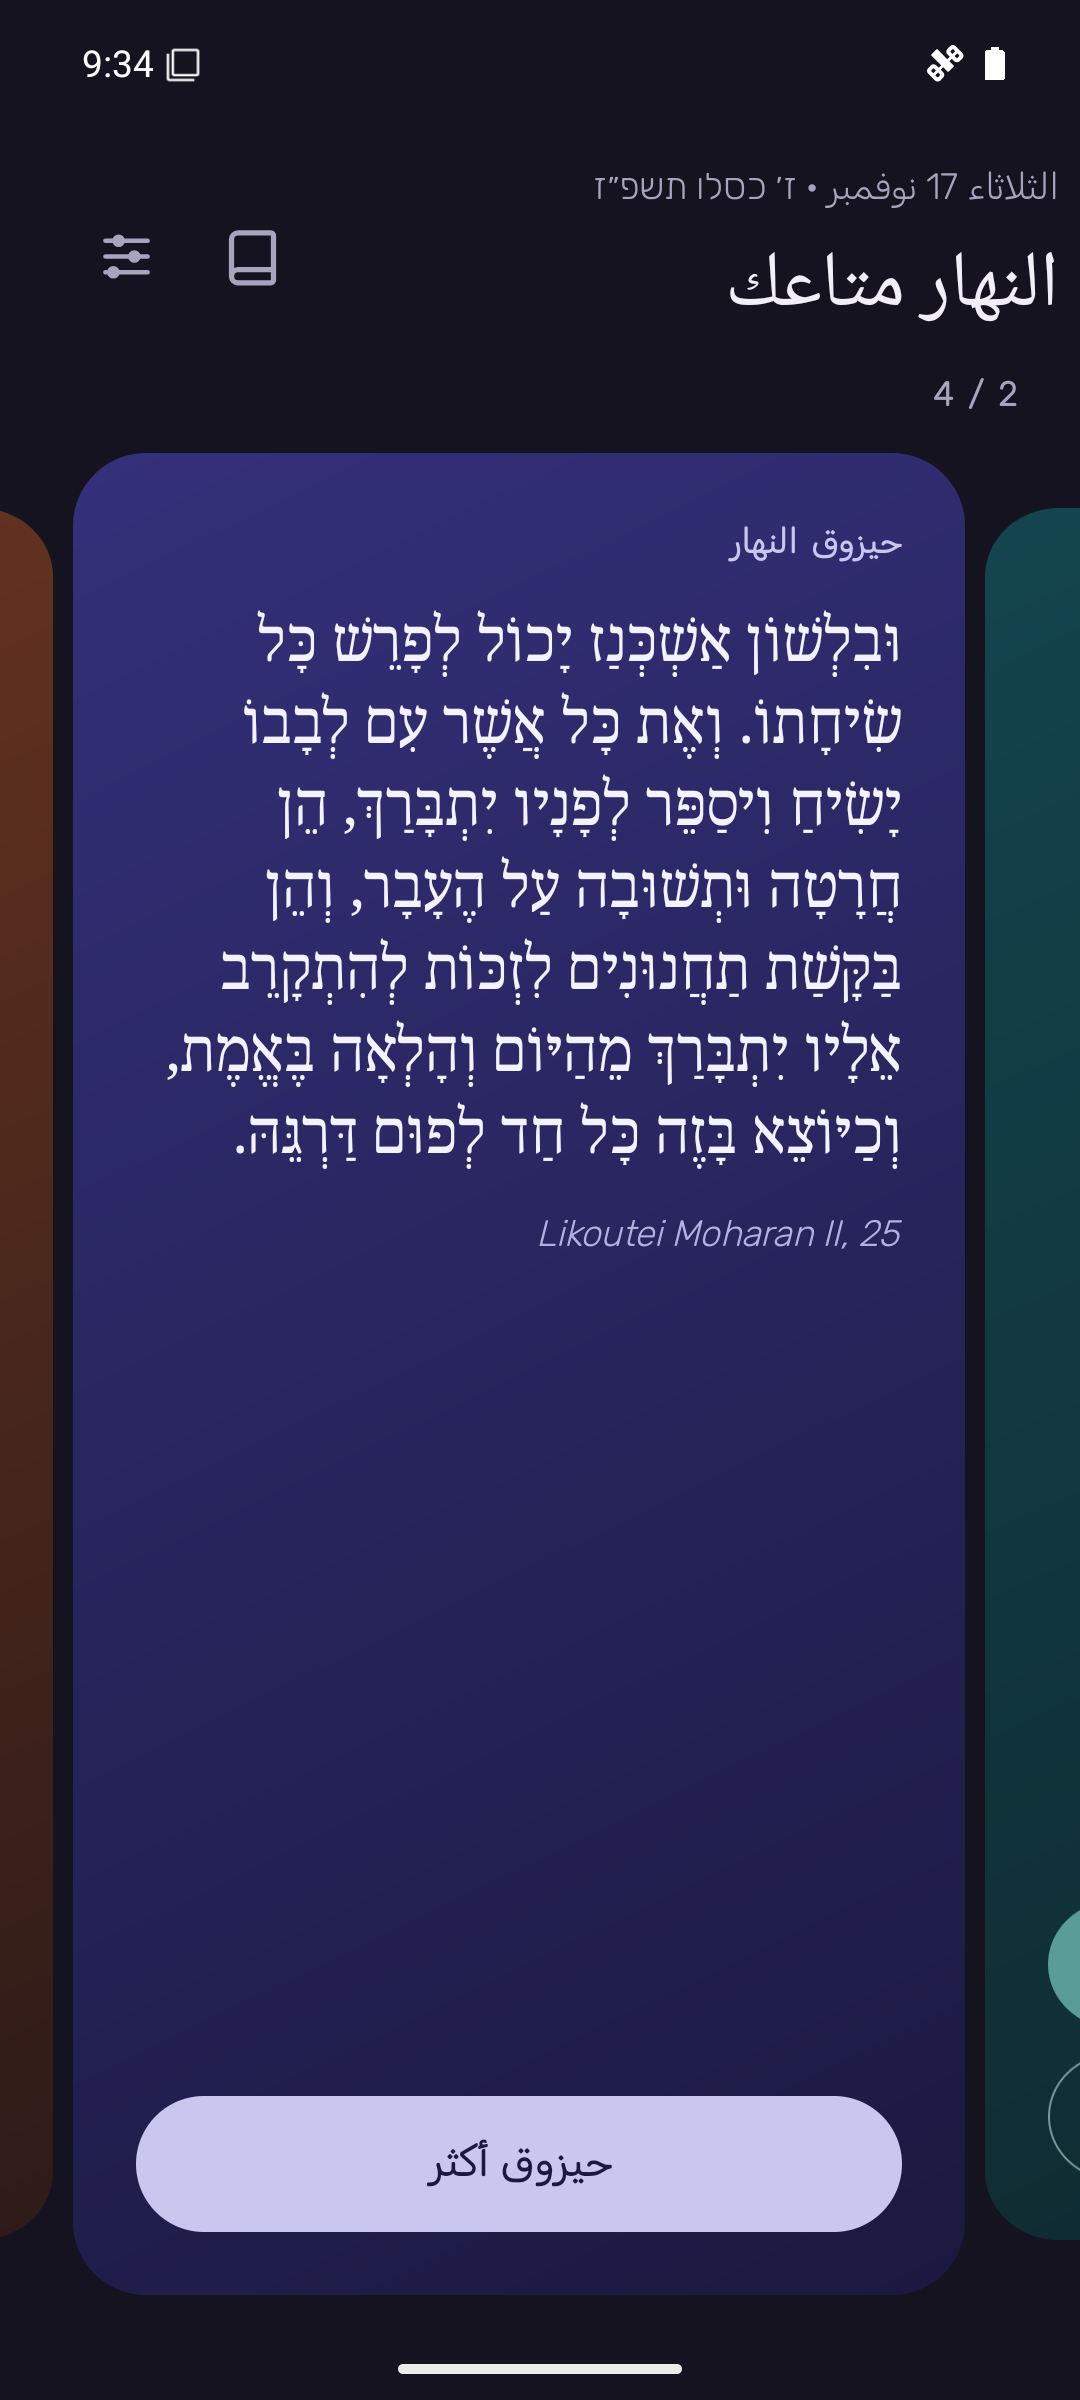 9:34
الثلاثاء 17 نوفمبر • ז׳ כסלו תשפ״ז
النهار متاعك
2 / 4
حيزوق النهار
וּבִלְשׁוֹן אַשְׁכְּנַז יָכוֹל לְפָרֵשׁ כָּל
שִׂיחָתוֹ. וְאֶת כָּל אֲשֶׁר עִם לְבָבוֹ
יָשִׂיחַ וִיסַפֵּר לְפָנָיו יִתְבָּרַךְ, הֵן
חֲרָטָה וּתְשׁוּבָה עַל הֶעָבָר, וְהֵן
בַּקָּשַׁת תַּחֲנוּנִים לִזְכּוֹת לְהִתְקָרֵב
אֵלָיו יִתְבָּרַךְ מֵהַיּוֹם וְהָלְאָה בֶּאֱמֶת,
וְכַיּוֹצֵא בָּזֶה כָּל חַד לְפוּם דַּרְגֵּהּ.
Likoutei Moharan II, 25
حيزوق أكثر